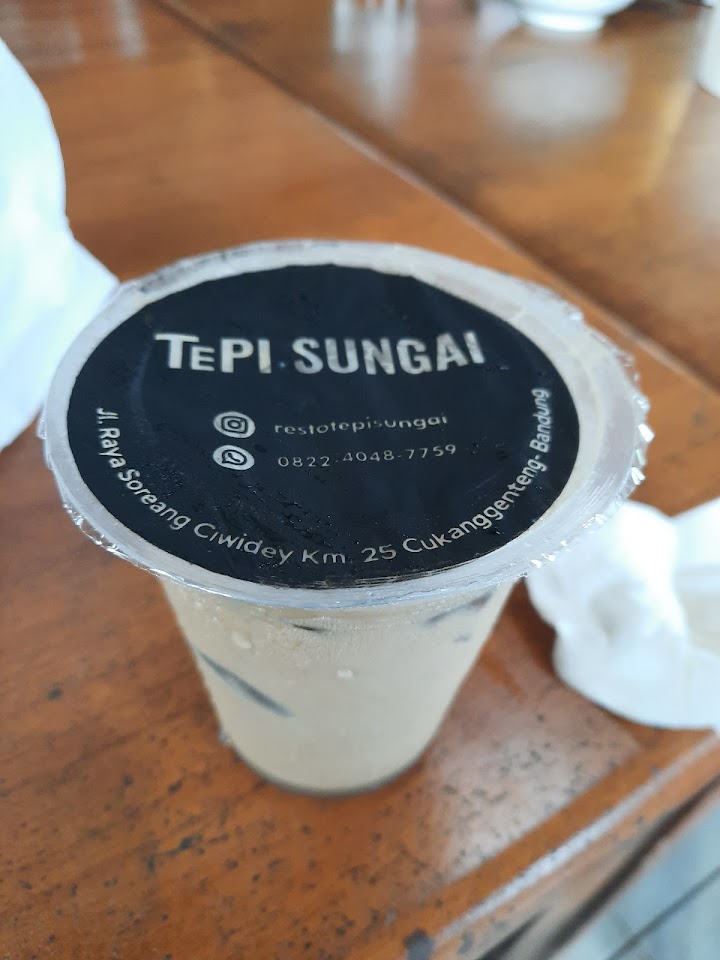 TEPI SUNGAI
restotepisungai
0822-4048-7759
Jl. Raya Soreang Ciwidey Km. 25 Cukanggenteng- Bandung